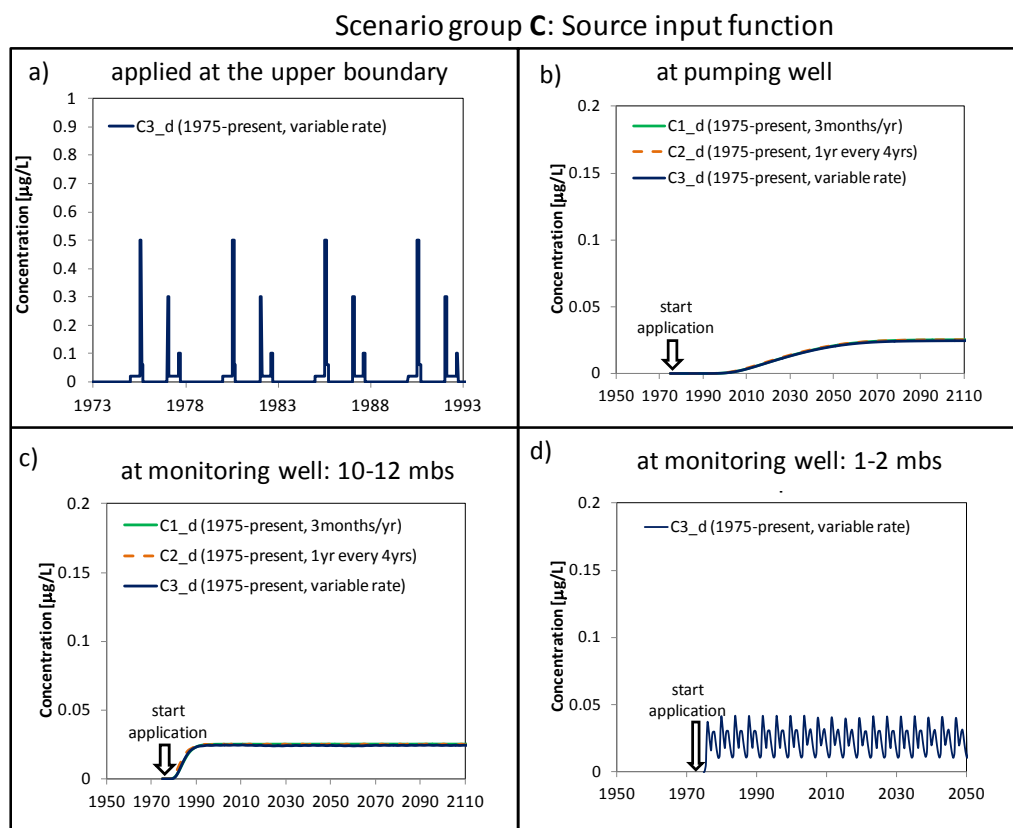 Scenario group C: Source input function
a)
applied at the upper boundary
Concentration [µg/L]
1
0.9
0.8
0.7
0.6
0.5
0.4
0.3
0.2
0.1
0
C3_d (1975-present, variable rate)
1973 1978 1983 1988 1993
b)
at pumping well
Concentration [µg/L]
0.2
0.15
0.1
0.05
0
C1_d (1975-present, 3months/yr)
C2_d (1975-present, 1yr every 4yrs)
C3_d (1975-present, variable rate)
start
application
1950 1970 1990 2010 2030 2050 2070 2090 2110
c)
at monitoring well: 10-12 mbs
Concentration [µg/L]
0.2
0.15
0.1
0.05
0
C1_d (1975-present, 3months/yr)
C2_d (1975-present, 1yr every 4yrs)
C3_d (1975-present, variable rate)
start
application
1950 1970 1990 2010 2030 2050 2070 2090 2110
d)
at monitoring well: 1-2 mbs
Concentration [µg/L]
0.2
0.15
0.1
0.05
0
C3_d (1975-present, variable rate)
start
application
1950 1970 1990 2010 2030 2050